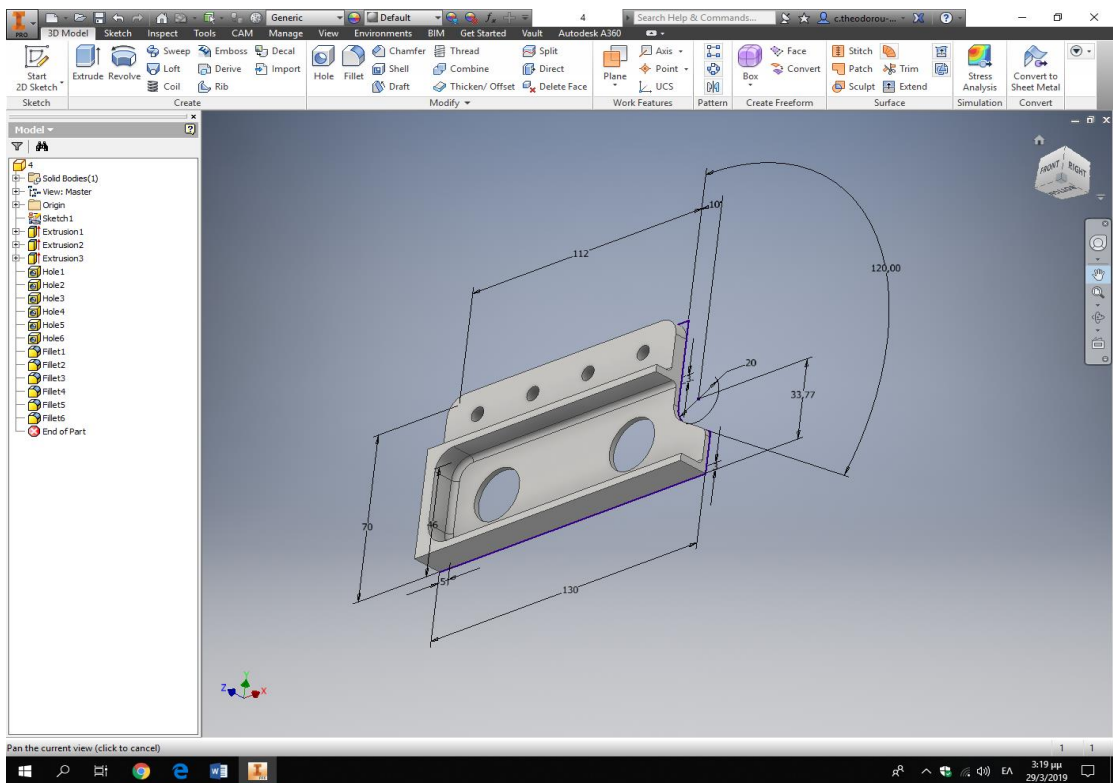 Generic Default 4 Search Help & Commands... c.theodorou-...
PRO 3D Model Sketch Inspect Tools CAM Manage View Environments BIM Get Started Vault Autodesk A360
Start 2D Sketch
Extrude Revolve Sweep Emboss Decal
Loft Derive Import
Coil Rib
Hole Fillet Chamfer Thread Split
Shell Combine Direct
Draft Thicken/ Offset Delete Face
Plane Axis Point UCS
Box Face Convert
Stitch Patch Trim
Sculpt Extend
Stress Analysis
Convert to Sheet Metal
Sketch Create Modify Work Features Pattern Create Freeform Surface Simulation Convert
Model
4
Solid Bodies(1)
View: Master
Origin
Sketch1
Extrusion1
Extrusion2
Extrusion3
Hole1
Hole2
Hole3
Hole4
Hole5
Hole6
Fillet1
Fillet2
Fillet3
Fillet4
Fillet5
Fillet6
End of Part
FRONT RIGHT
10
112
120,00
20
33,77
70
46
5
130
Y
Z X
Pan the current view (click to cancel) 1 1
ΕΛ 3:19 μμ
29/3/2019